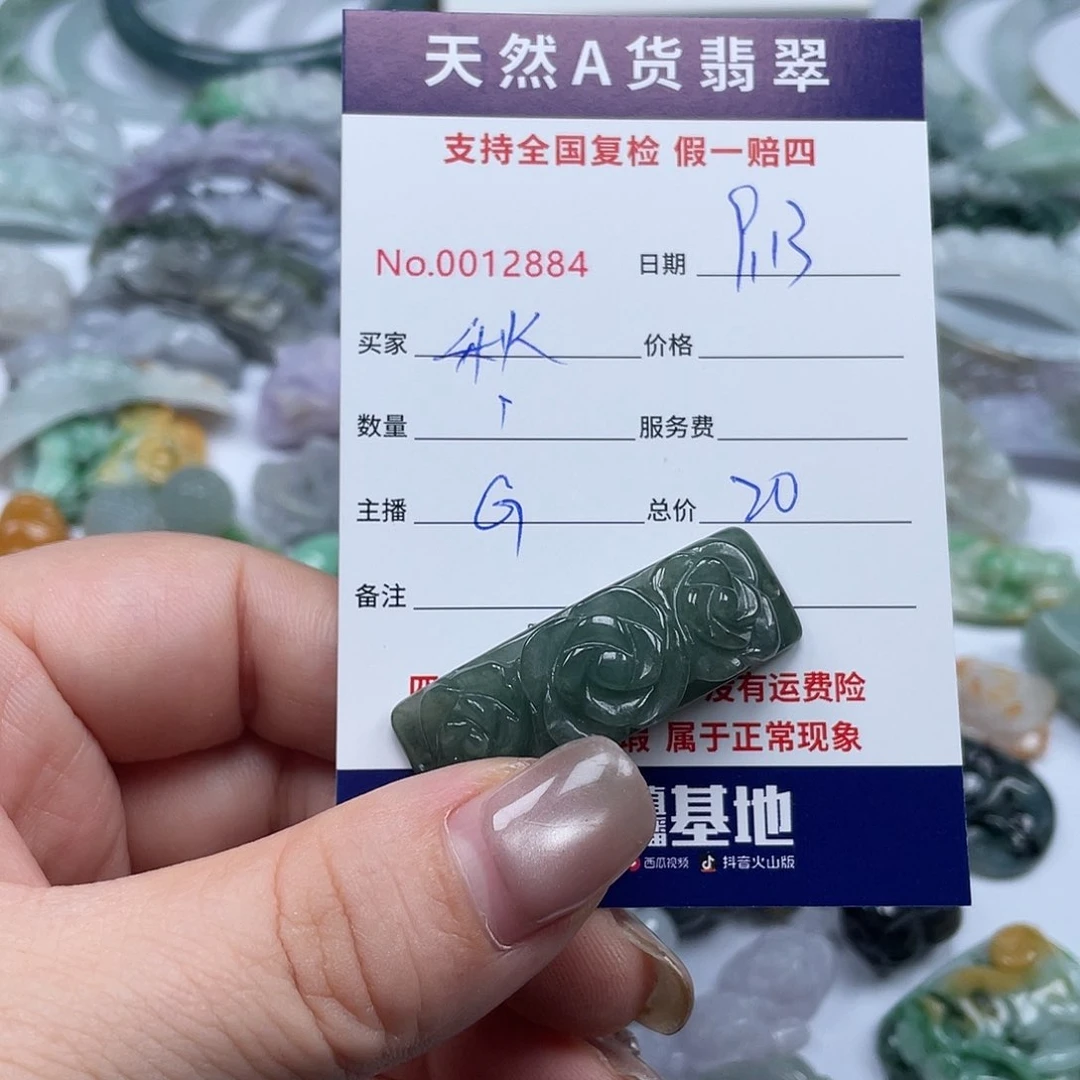 天然A货翡翠
支持全国复检 假一赔四
No.0012884 日期 9.13
买家 价格
数量 1 服务费
主播 G 总价 20
备注
没有运费险
属于正常现象
基地
西瓜视频 抖音火山版